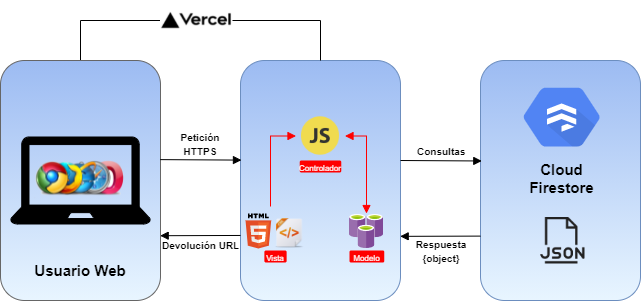 Vercel
Petición
HTTPS
Devolución URL
Usuario Web
JS
Controlador
HTML
5
Vista
Modelo
Consultas
Respuesta
{object}
Cloud
Firestore
JSON